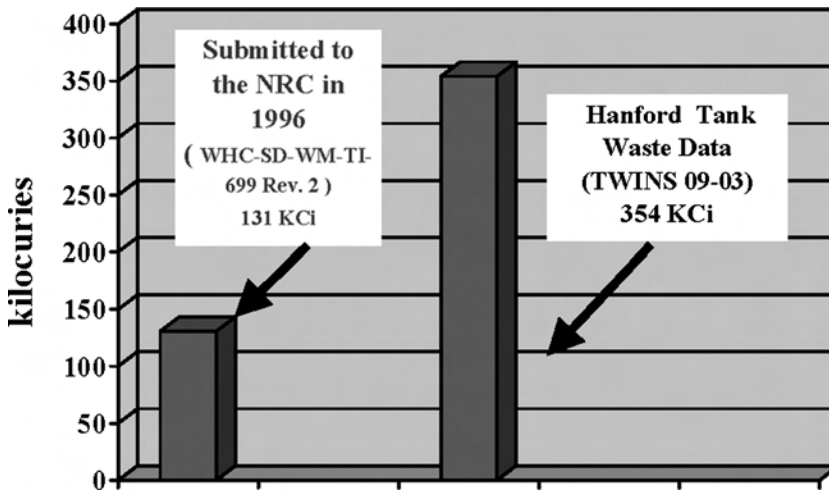 400
350
300
250
200
150
100
50
0
kilocuries
Submitted to
the NRC in
1996
( WHC-SD-WM-TI-
699 Rev. 2 )
131 KCi
Hanford Tank
Waste Data
(TWINS 09-03)
354 KCi